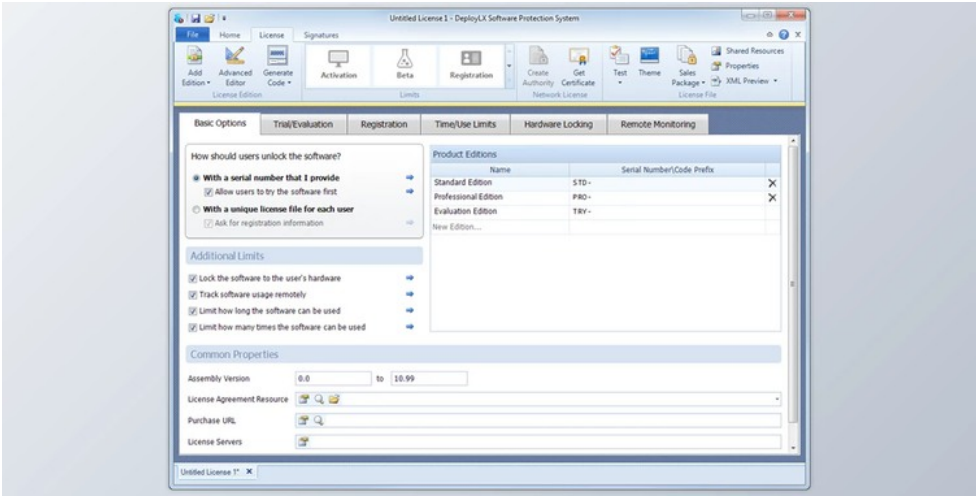 Untitled License 1 - DeployLX Software Protection System
File Home License Signatures
Add Edition Advanced Editor Generate Code
License Edition
Activation Beta Registration
Limits
Create Authority Get Certificate
Network License
Test Theme Sales Package
Shared Resources
Properties
XML Preview
License File
Basic Options Trial/Evaluation Registration Time/Use Limits Hardware Locking Remote Monitoring
How should users unlock the software?
With a serial number that I provide
Allow users to try the software first
With a unique license file for each user
Ask for registration information
Product Editions
Name Serial Number\Code Prefix
Standard Edition STD-
Professional Edition PRO-
Evaluation Edition TRY-
New Edition...
Additional Limits
Lock the software to the user's hardware
Track software usage remotely
Limit how long the software can be used
Limit how many times the software can be used
Common Properties
Assembly Version 0.0 to 10.99
License Agreement Resource
Purchase URL
License Servers
Untitled License 1*